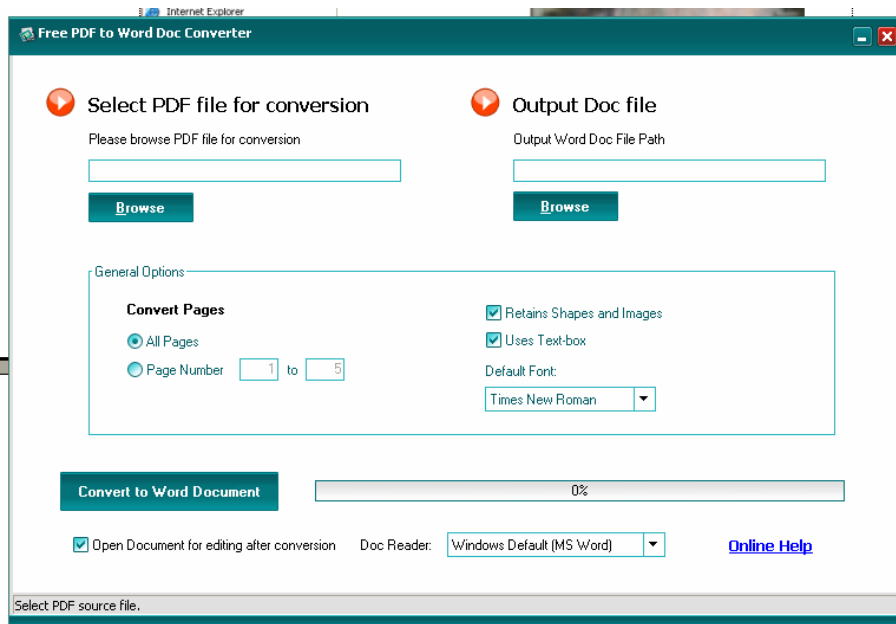 Internet Explorer
Free PDF to Word Doc Converter
Select PDF file for conversion
Please browse PDF file for conversion
Browse
Output Doc file
Output Word Doc File Path
Browse
General Options
Convert Pages
All Pages
Page Number 1 to 5
Retains Shapes and Images
Uses Text-box
Default Font:
Times New Roman
Convert to Word Document
0%
Open Document for editing after conversion
Doc Reader: Windows Default (MS Word)
Online Help
Select PDF source file.